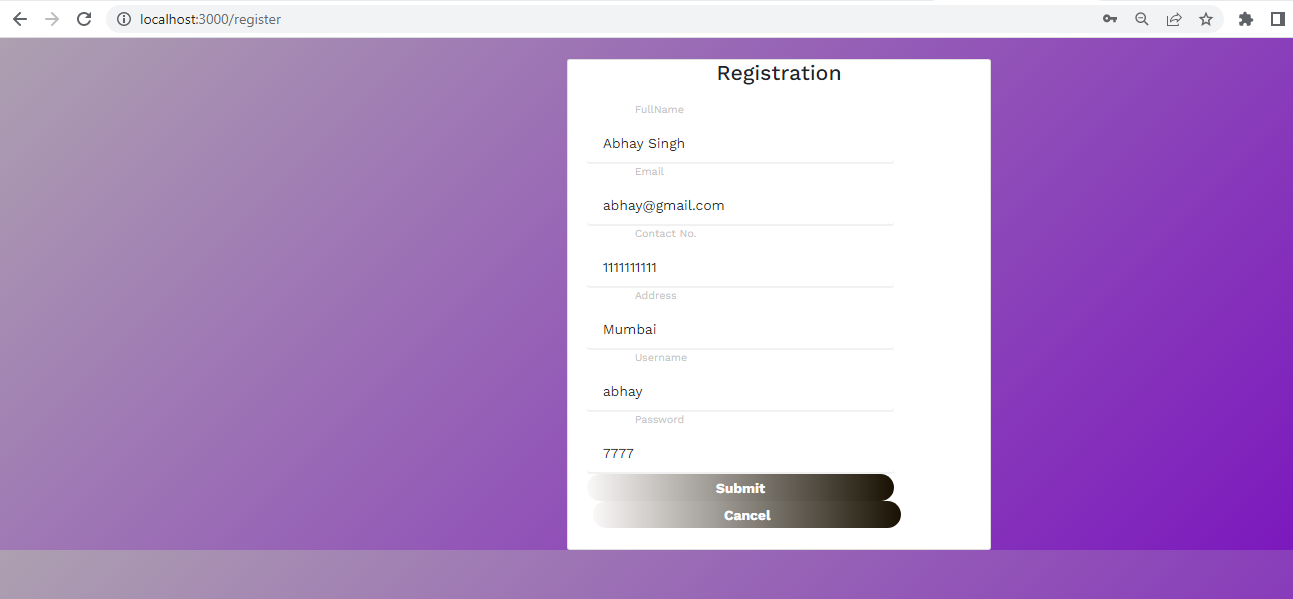 localhost:3000/register
Registration
FullName
Abhay Singh
Email
abhay@gmail.com
Contact No.
1111111111
Address
Mumbai
Username
abhay
Password
7777
Submit
Cancel